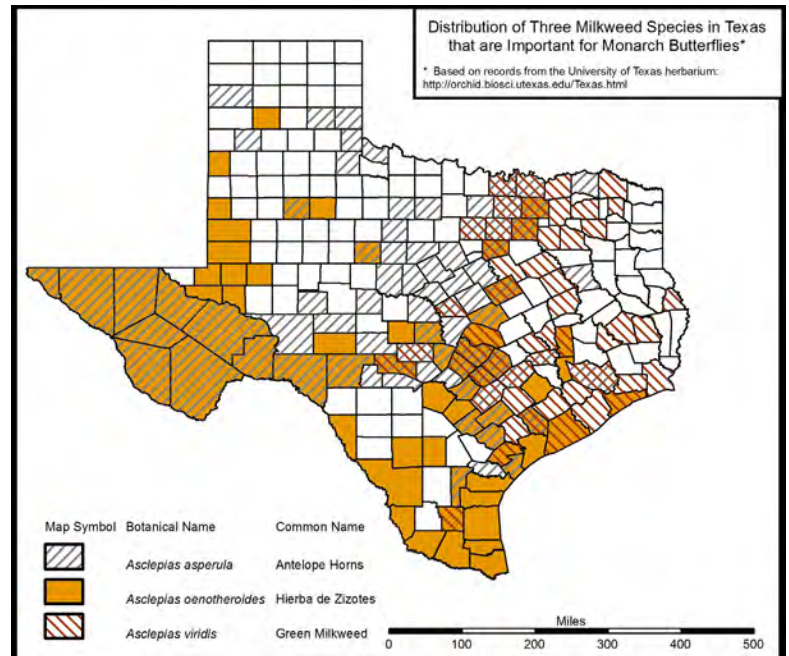 Distribution of Three Milkweed Species in Texas
that are Important for Monarch Butterflies*
* Based on records from the University of Texas herbarium:
http://orchid.biosci.utexas.edu/Texas.html
Map Symbol Botanical Name Common Name
Asclepias asperula Antelope Horns
Asclepias oenotheroides Hierba de Zizotes
Asclepias viridis Green Milkweed
Miles
0 100 200 300 400 500